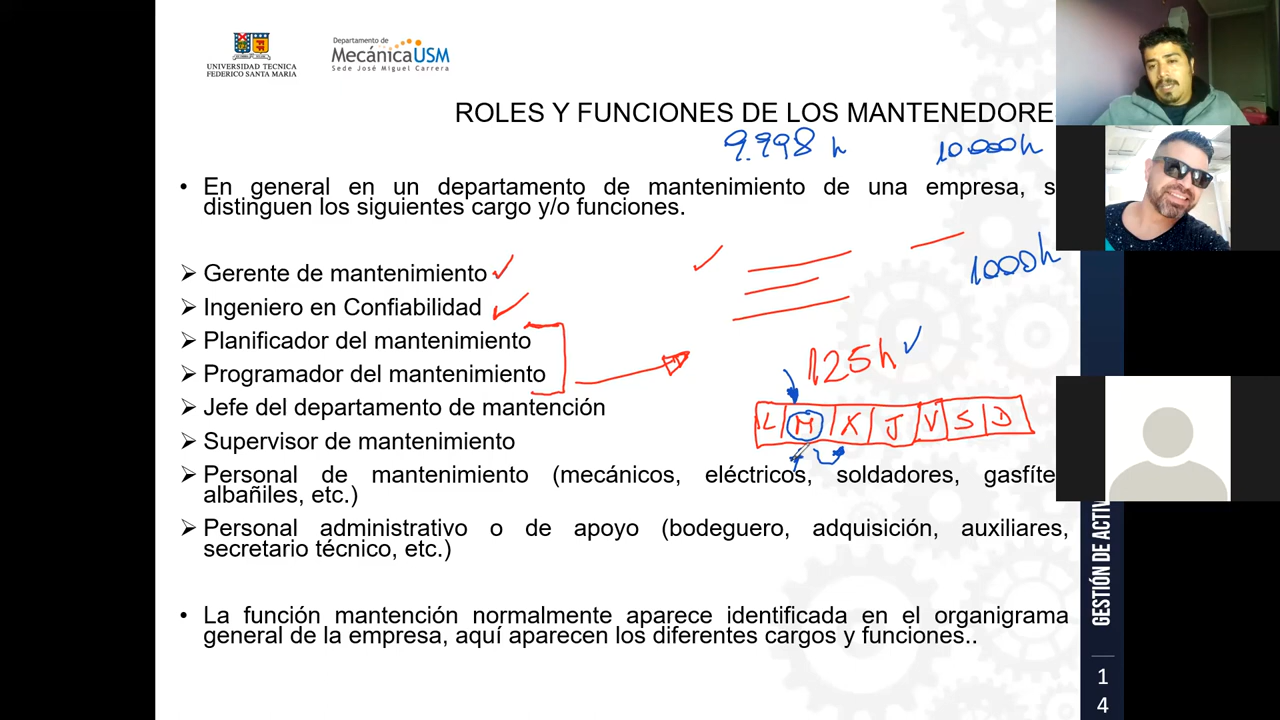 UNIVERSIDAD TECNICA
FEDERICO SANTA MARIA
Departamento de
MecánicaUSM
Sede José Miguel Carrera
ROLES Y FUNCIONES DE LOS MANTENEDORE
9.998 h
10.000h
• En general en un departamento de mantenimiento de una empresa, s
distinguen los siguientes cargo y/o funciones.
1000h
➢ Gerente de mantenimiento
➢ Ingeniero en Confiabilidad
➢ Planificador del mantenimiento
125h
➢ Programador del mantenimiento
➢ Jefe del departamento de mantención
L M X J V S D
➢ Supervisor de mantenimiento
➢ Personal de mantenimiento (mecánicos, eléctricos, soldadores, gasfite
albañiles, etc.)
➢ Personal administrativo o de apoyo (bodeguero, adquisición, auxiliares,
secretario técnico, etc.)
• La función mantención normalmente aparece identificada en el organigrama
general de la empresa, aquí aparecen los diferentes cargos y funciones..
GESTIÓN DE ACTIV
1
4